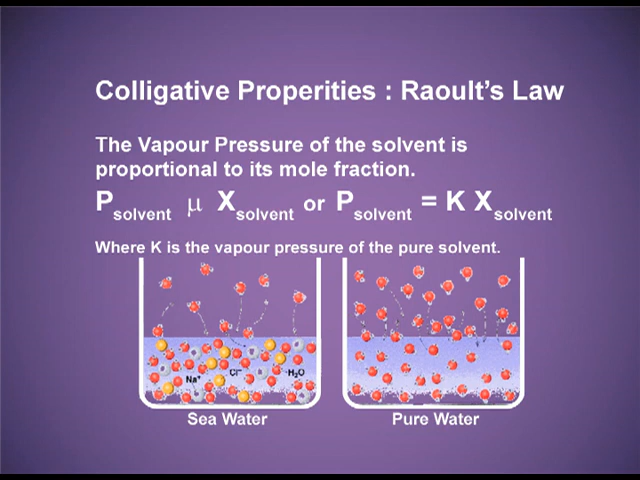 Colligative Properities : Raoult's Law
The Vapour Pressure of the solvent is
proportional to its mole fraction.
Psolvent μ Xsolvent or Psolvent = K Xsolvent
Where K is the vapour pressure of the pure solvent.
Na+ Cl- H2O
Sea Water Pure Water